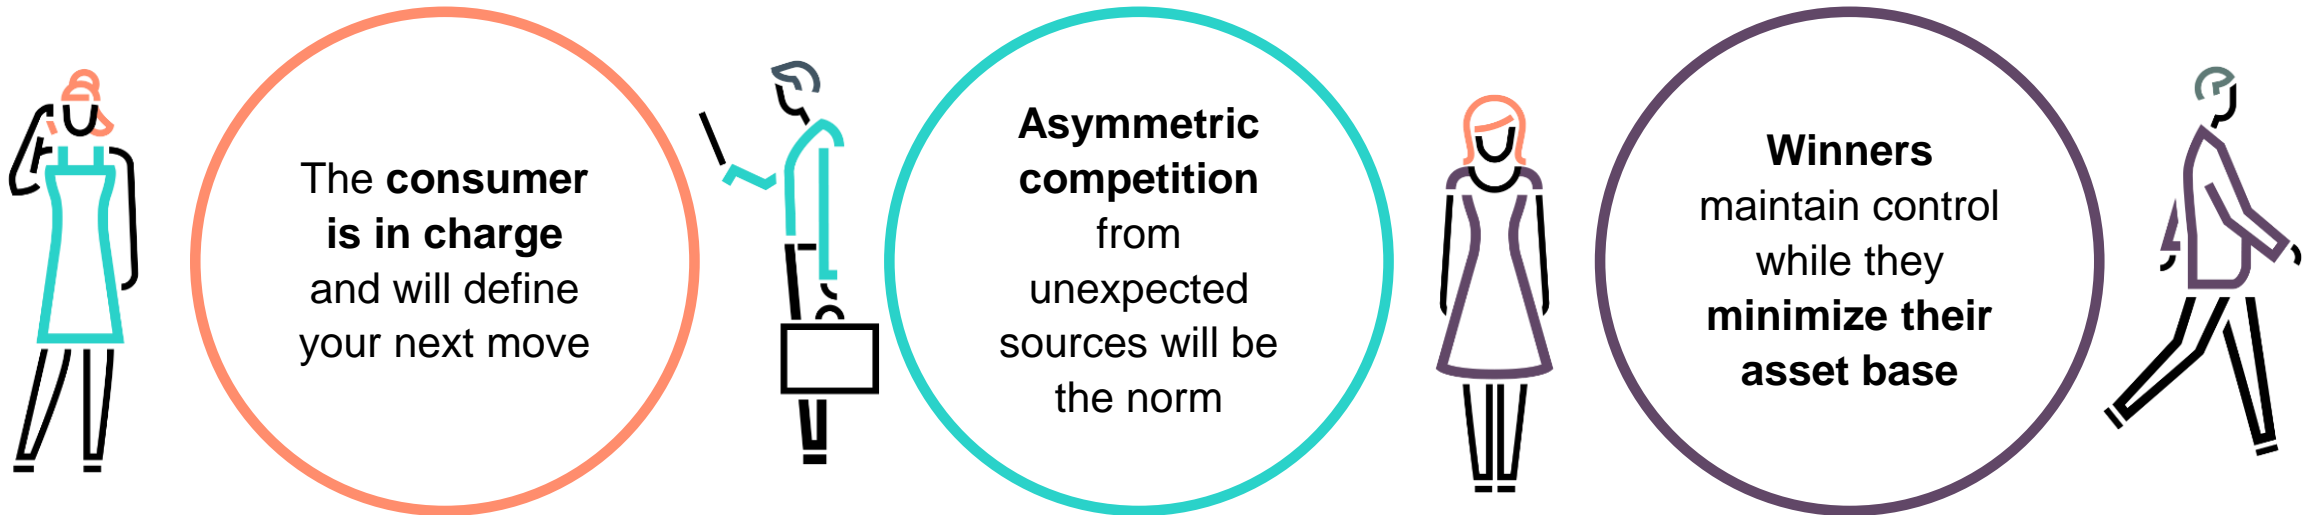 The consumer
is in charge
and will define
your next move
Asymmetric
competition
from
unexpected
sources will be
the norm
Winners
maintain control
while they
minimize their
asset base